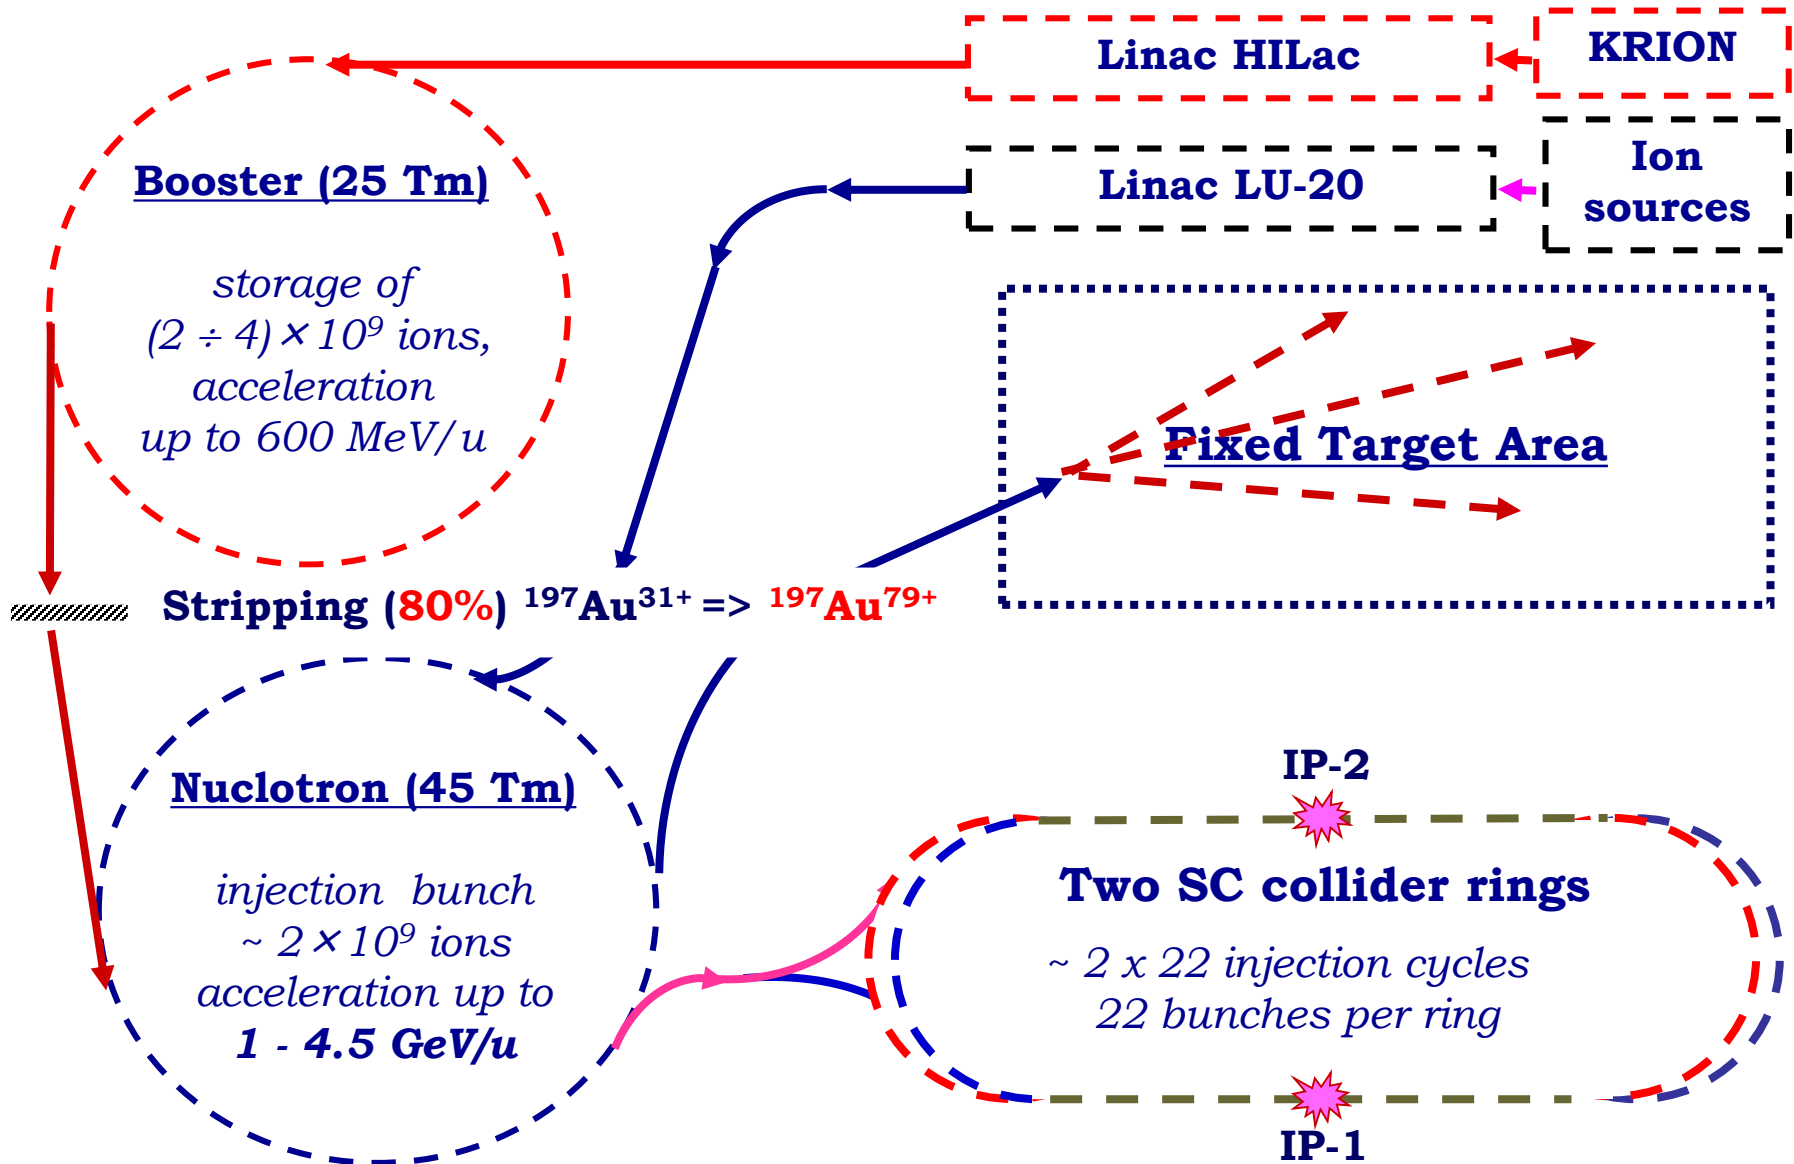 Linac HILac
KRION
Linac LU-20
Ion
sources
Booster (25 Tm)
storage of
(2 ÷ 4)×10⁹ ions,
acceleration
up to 600 MeV/u
Fixed Target Area
Stripping (80%) ¹⁹⁷Au³¹⁺ => ¹⁹⁷Au⁷⁹⁺
Nuclotron (45 Tm)
injection bunch
~ 2×10⁹ ions
acceleration up to
1 - 4.5 GeV/u
IP-2
Two SC collider rings
~ 2 x 22 injection cycles
22 bunches per ring
IP-1